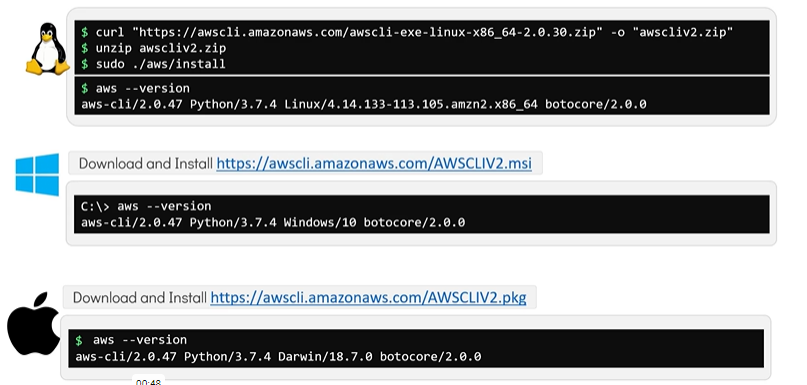 $ curl "https://awscli.amazonaws.com/awscli-exe-linux-x86_64-2.0.30.zip" -o "awscliv2.zip"
$ unzip awscliv2.zip
$ sudo ./aws/install
$ aws --version
aws-cli/2.0.47 Python/3.7.4 Linux/4.14.133-113.105.amzn2.x86_64 botocore/2.0.0
Download and Install https://awscli.amazonaws.com/AWSCLIV2.msi
C:\> aws --version
aws-cli/2.0.47 Python/3.7.4 Windows/10 botocore/2.0.0
Download and Install https://awscli.amazonaws.com/AWSCLIV2.pkg
$ aws --version
aws-cli/2.0.47 Python/3.7.4 Darwin/18.7.0 botocore/2.0.0
00:48